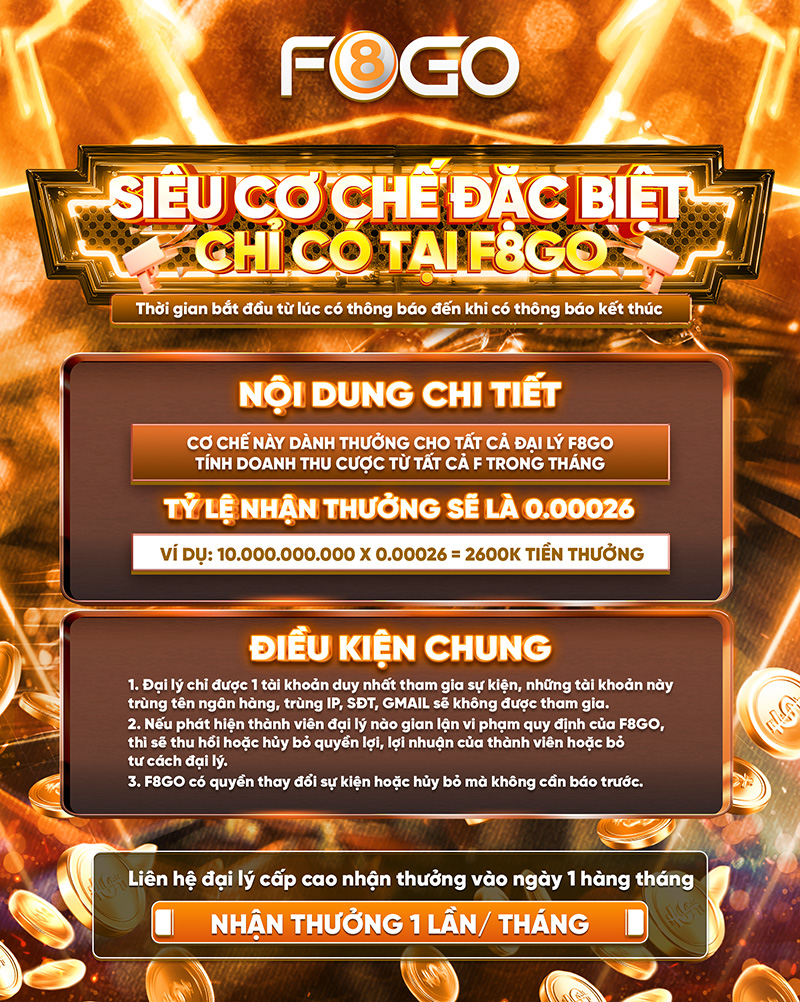 F8GO
SIÊU CƠ CHẾ ĐẶC BIỆT
CHỈ CÓ TẠI F8GO
Thời gian bắt đầu từ lúc có thông báo đến khi có thông báo kết thúc
NỘI DUNG CHI TIẾT
CƠ CHẾ NÀY DÀNH THƯỞNG CHO TẤT CẢ ĐẠI LÝ F8GO
TÍNH DOANH THU CƯỢC TỪ TẤT CẢ F TRONG THÁNG
TỶ LỆ NHẬN THƯỞNG SẼ LÀ 0.00026
VÍ DỤ: 10.000.000.000 X 0.00026 = 2600K TIỀN THƯỞNG
ĐIỀU KIỆN CHUNG
1. Đại lý chỉ được 1 tài khoản duy nhất tham gia sự kiện, những tài khoản này
trùng tên ngân hàng, trùng IP, SĐT, GMAIL sẽ không được tham gia.
2. Nếu phát hiện thành viên đại lý nào gian lận vi phạm quy định của F8GO,
thì sẽ thu hồi hoặc hủy bỏ quyền lợi, lợi nhuận của thành viên hoặc bỏ
tư cách đại lý.
3. F8GO có quyền thay đổi sự kiện hoặc hủy bỏ mà không cần báo trước.
Liên hệ đại lý cấp cao nhận thưởng vào ngày 1 hàng tháng
NHẬN THƯỞNG 1 LẦN/ THÁNG